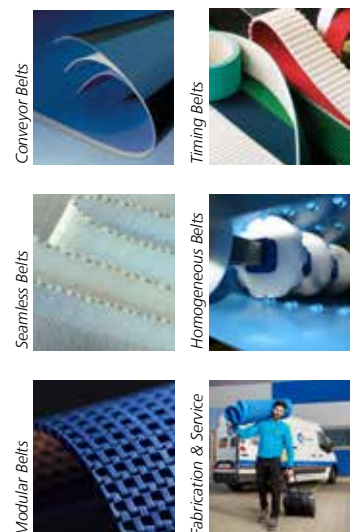 Conveyor Belts
Timing Belts
Seamless Belts
Homogeneous Belts
Modular Belts
Fabrication & Service